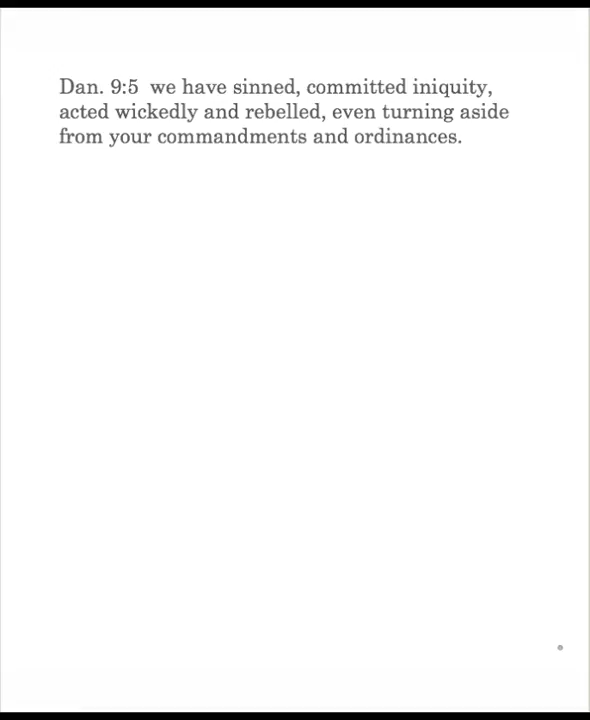 Dan. 9:5  we have sinned, committed iniquity,
acted wickedly and rebelled, even turning aside
from your commandments and ordinances.